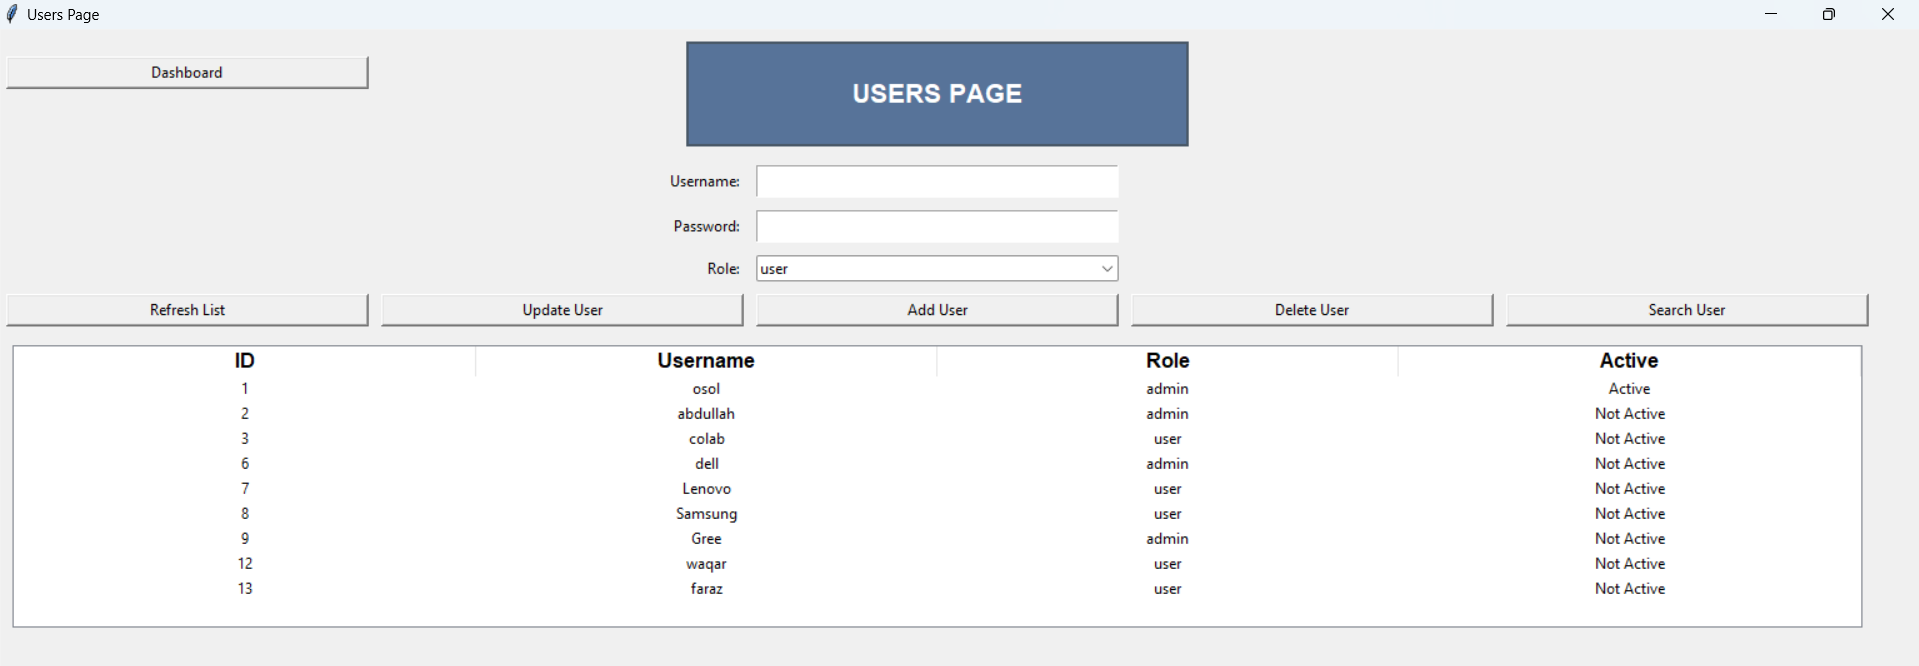 Users Page
Dashboard
USERS PAGE
Username:
Password:
Role: user
Refresh List Update User Add User Delete User Search User
ID Username Role Active
1 osol admin Active
2 abdullah admin Not Active
3 colab user Not Active
6 dell admin Not Active
7 Lenovo user Not Active
8 Samsung user Not Active
9 Gree admin Not Active
12 waqar user Not Active
13 faraz user Not Active